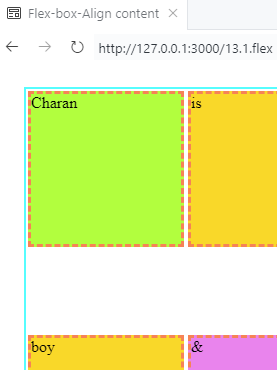 Flex-box-Align content
http://127.0.0.1:3000/13.1.flex
Charan is
boy &